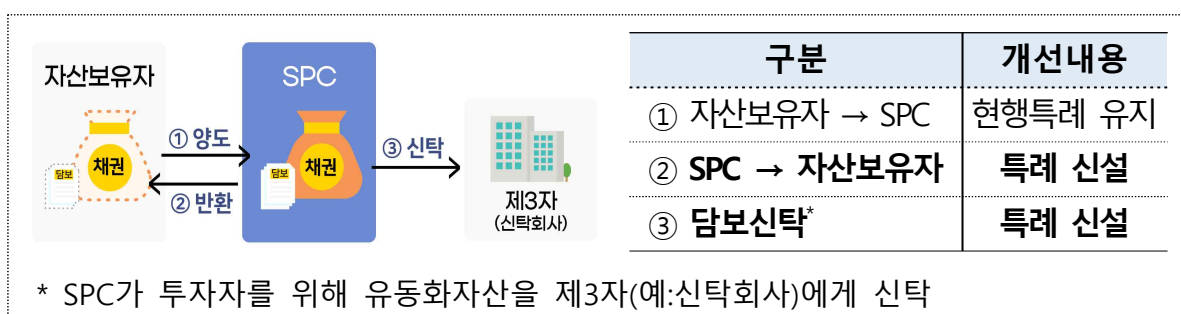 자산보유자
SPC
① 양도
② 반환
③ 신탁
담보
채권
담보
채권
제3자
(신탁회사)
구분 개선내용
① 자산보유자 → SPC 현행특례 유지
② SPC → 자산보유자 특례 신설
③ 담보신탁* 특례 신설
* SPC가 투자자를 위해 유동화자산을 제3자(예:신탁회사)에게 신탁